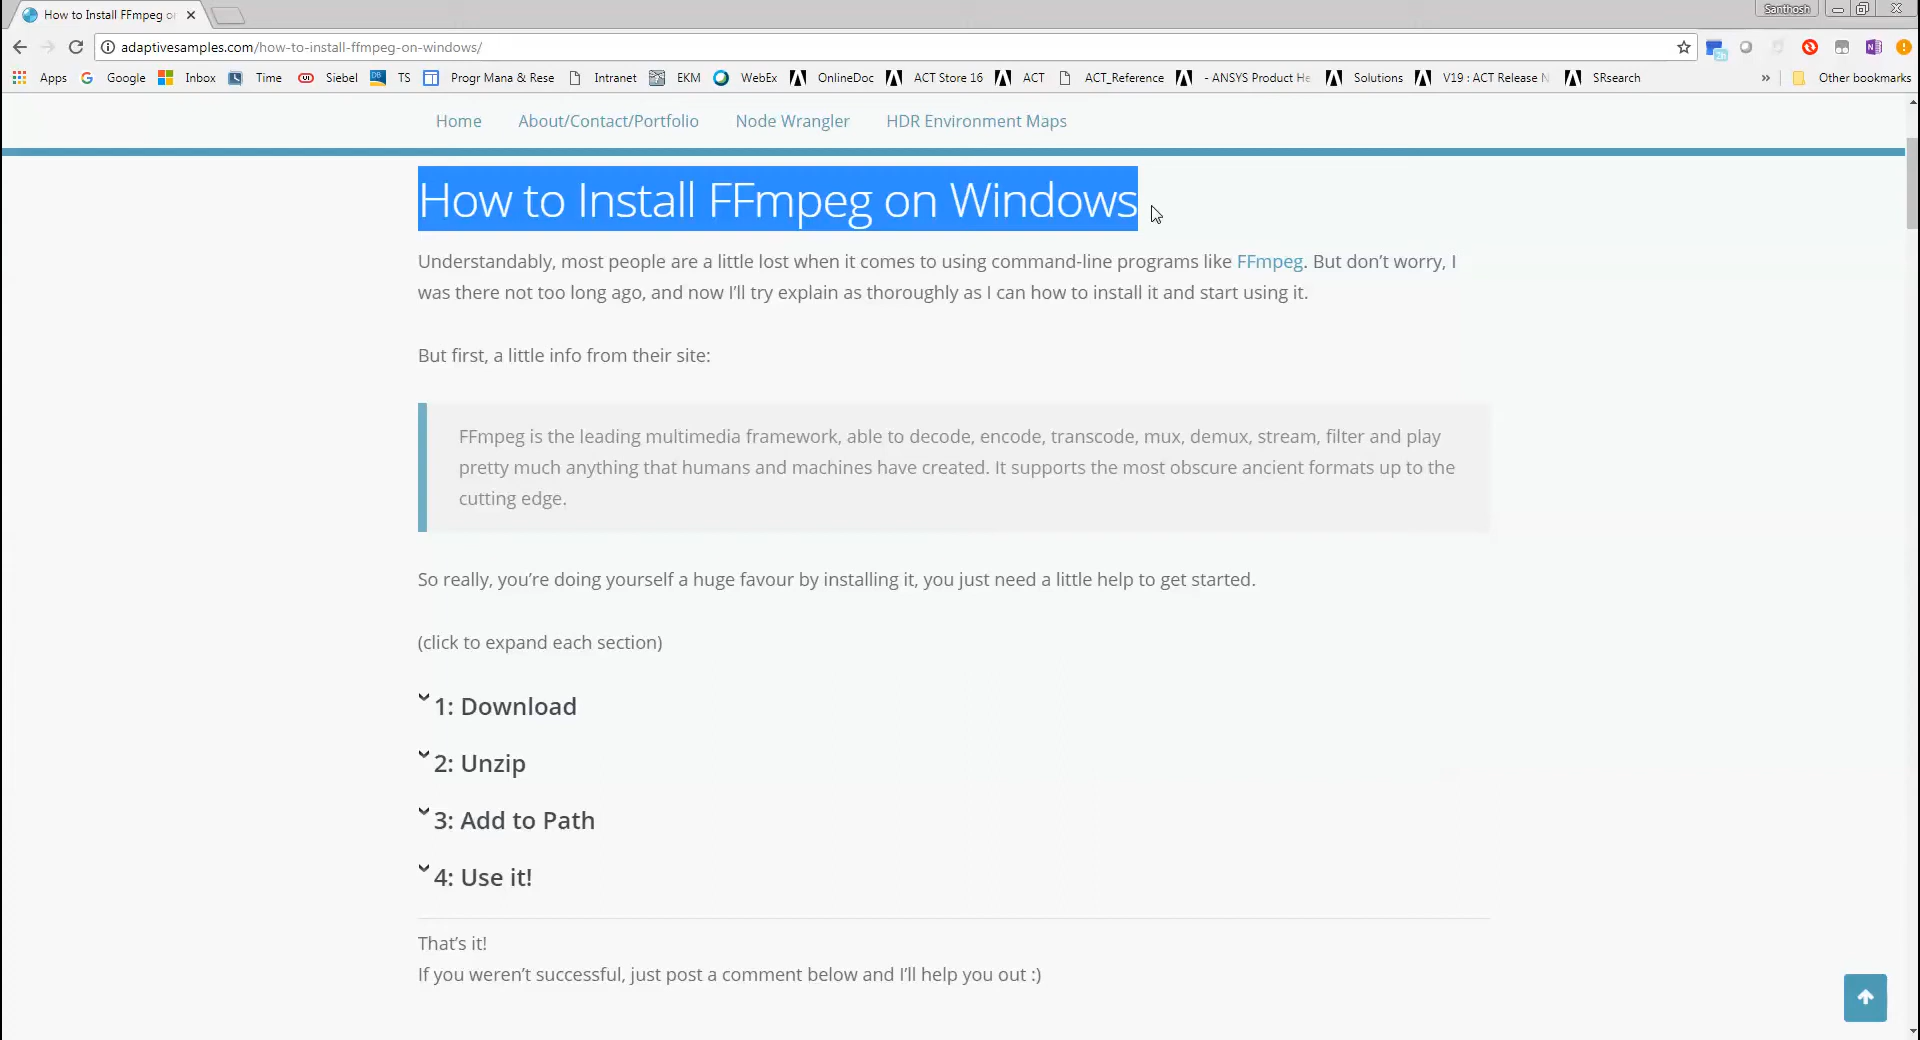 How to Install FFmpeg or
Santhosh
adaptivesamples.com/how-to-install-ffmpeg-on-windows/
Apps Google Inbox Time UI Siebel DB TS Progr Mana & Rese Intranet EKM WebEx OnlineDoc ACT Store 16 ACT ACT_Reference - ANSYS Product He Solutions V19 : ACT Release N SRsearch » Other bookmarks
Home About/Contact/Portfolio Node Wrangler HDR Environment Maps
How to Install FFmpeg on Windows
Understandably, most people are a little lost when it comes to using command-line programs like FFmpeg. But don’t worry, I
was there not too long ago, and now I’ll try explain as thoroughly as I can how to install it and start using it.
But first, a little info from their site:
FFmpeg is the leading multimedia framework, able to decode, encode, transcode, mux, demux, stream, filter and play
pretty much anything that humans and machines have created. It supports the most obscure ancient formats up to the
cutting edge.
So really, you’re doing yourself a huge favour by installing it, you just need a little help to get started.
(click to expand each section)
1: Download
2: Unzip
3: Add to Path
4: Use it!
That’s it!
If you weren’t successful, just post a comment below and I’ll help you out :)